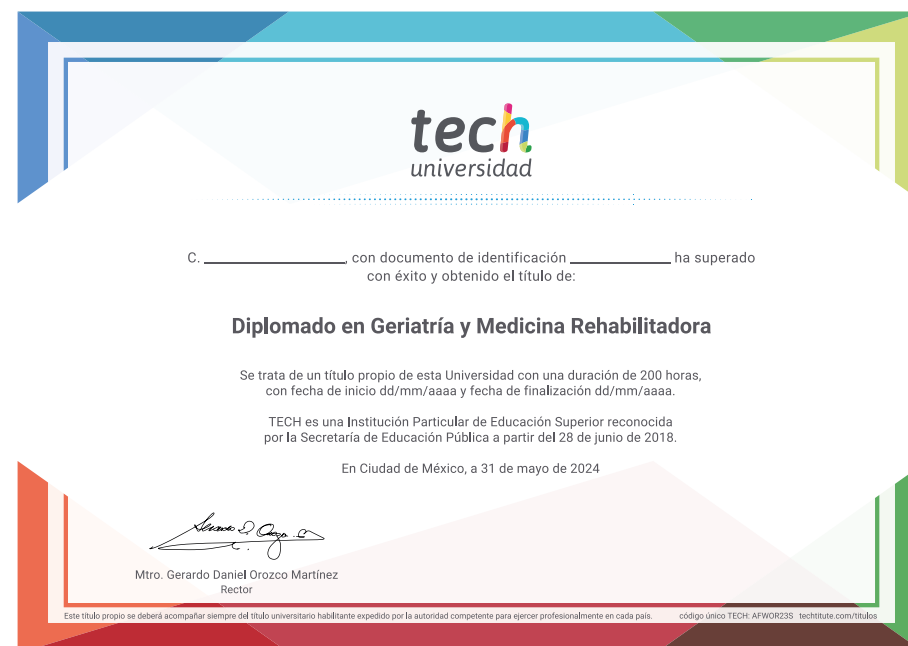 tech
universidad
C. ____________, con documento de identificación ____________ ha superado
con éxito y obtenido el título de:
Diplomado en Geriatría y Medicina Rehabilitadora
Se trata de un título propio de esta Universidad con una duración de 200 horas,
con fecha de inicio dd/mm/aaaa y fecha de finalización dd/mm/aaaa.
TECH es una Institución Particular de Educación Superior reconocida
por la Secretaría de Educación Pública a partir del 28 de junio de 2018.
En Ciudad de México, a 31 de mayo de 2024
Mtro. Gerardo Daniel Orozco Martínez
Rector
Este título propio se deberá acompañar siempre del título universitario habilitante expedido por la autoridad competente para ejercer profesionalmente en cada país. código único TECH: AFWOR23S techtitute.com/titulos